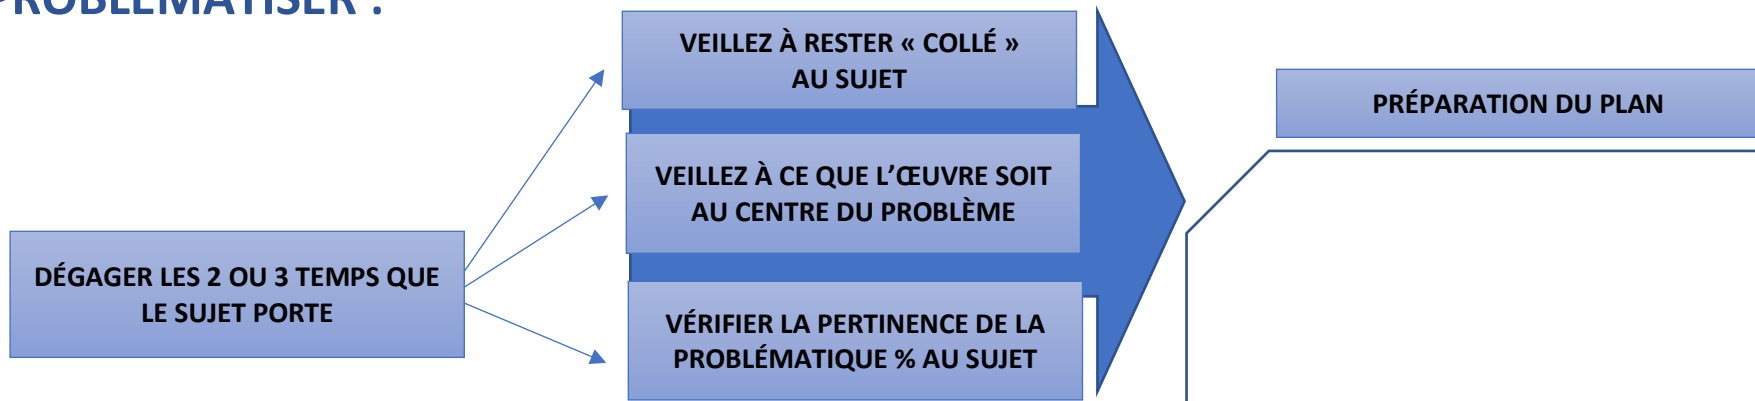 PROBLÉMATISER :
VEILLEZ À RESTER « COLLÉ »
AU SUJET
PRÉPARATION DU PLAN
VEILLEZ À CE QUE L’ŒUVRE SOIT
AU CENTRE DU PROBLÈME
DÉGAGER LES 2 OU 3 TEMPS QUE
LE SUJET PORTE
VÉRIFIER LA PERTINENCE DE LA
PROBLÉMATIQUE % AU SUJET